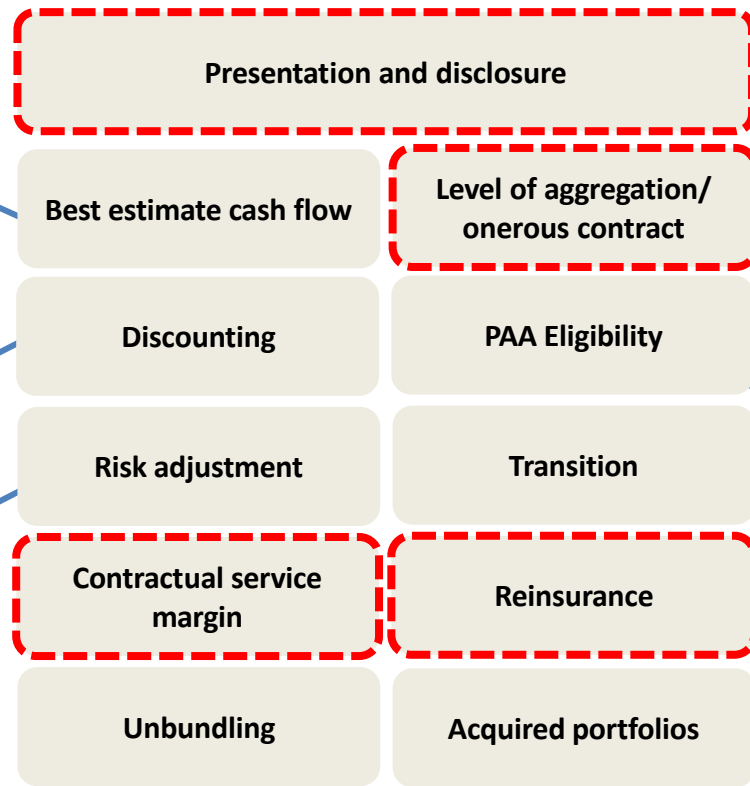 Presentation and disclosure
Best estimate cash flow
Level of aggregation/
onerous contract
Discounting
PAA Eligibility
Risk adjustment
Transition
Contractual service
margin
Reinsurance
Unbundling
Acquired portfolios